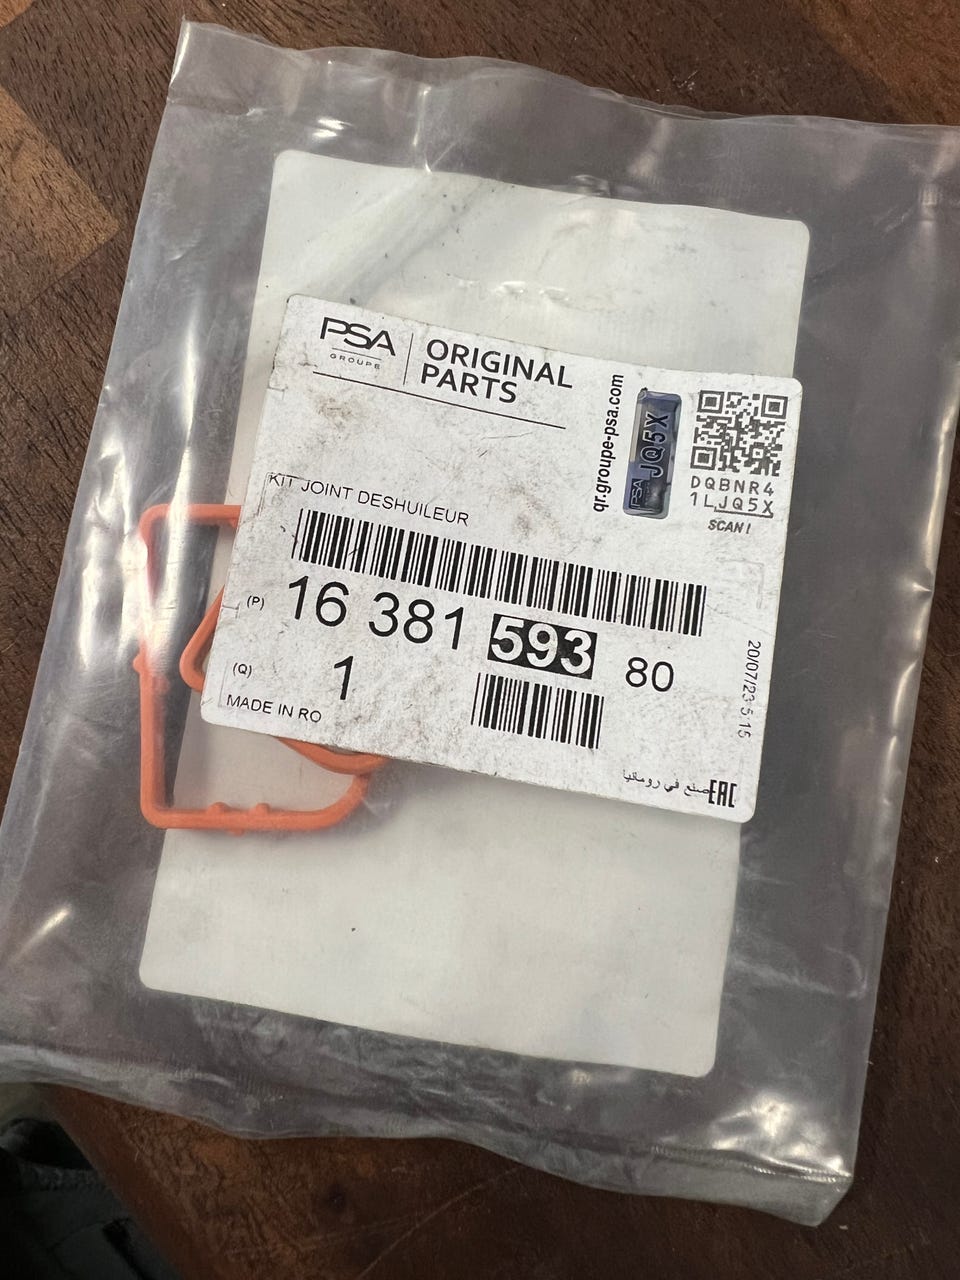 PSA
GROUPE
ORIGINAL
PARTS
qr.groupe-psa.com
PSA
JQ5X
DQBNR4
1LJQ5X
SCAN!
KIT JOINT DESHUILEUR
(P) 16 381 593 80
(Q) 1
MADE IN RO
20/07/23 5:15
صنع في رومانيا
EAC